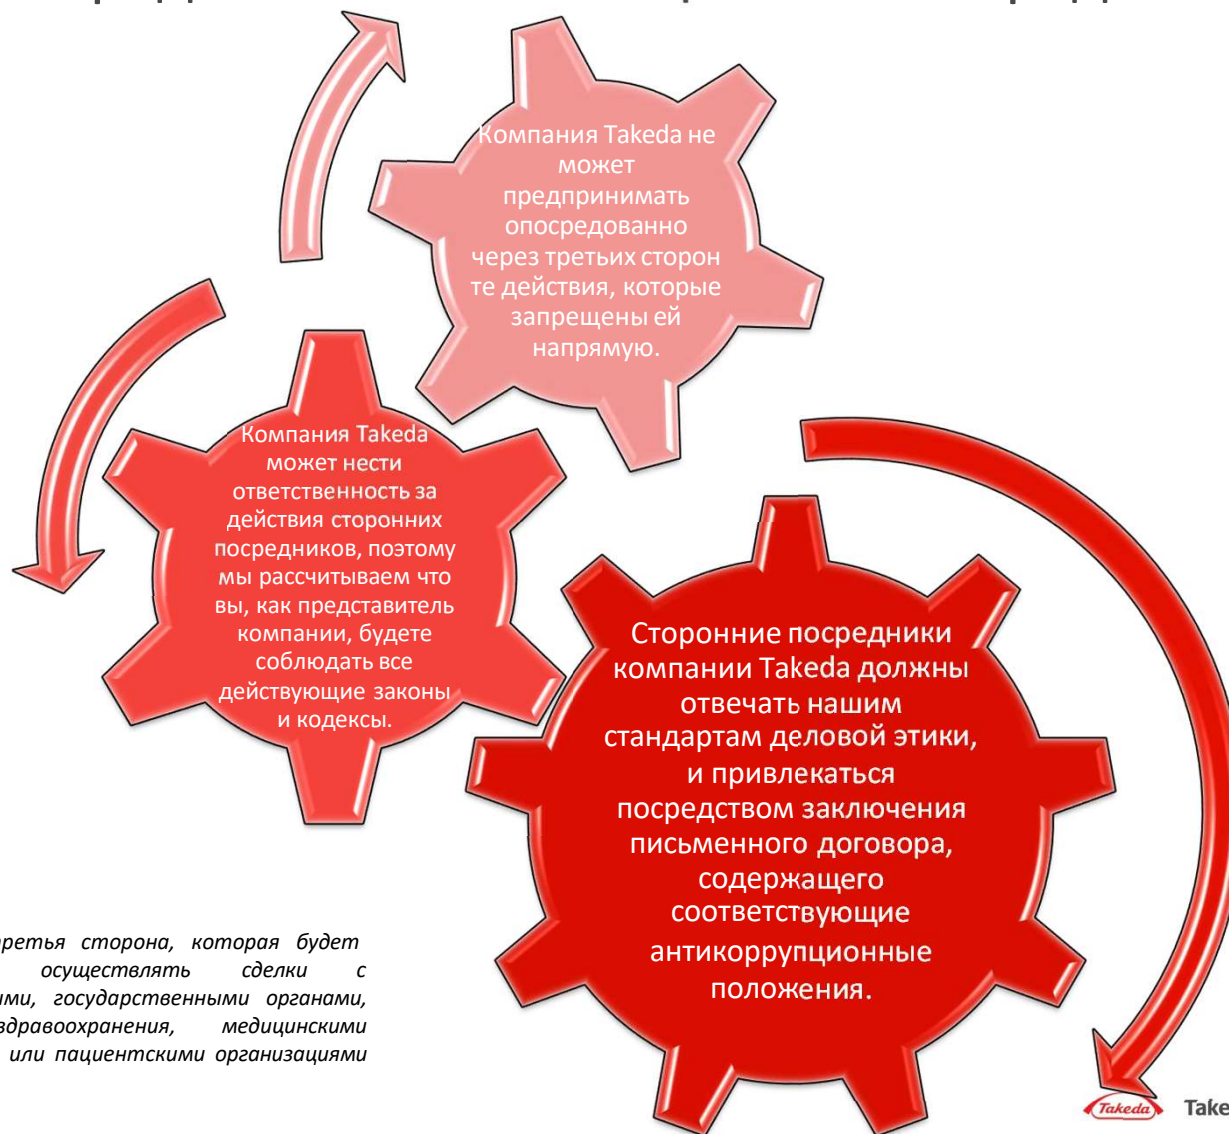 Компания Takeda не
может
предпринимать
опосредованно
через третьих сторон
те действия, которые
запрещены ей
напрямую.
Компания Takeda
может нести
ответственность за
действия сторонних
посредников, поэтому
мы рассчитываем что
вы, как представитель
компании, будете
соблюдать все
действующие законы
и кодексы.
Сторонние посредники
компании Takeda должны
отвечать нашим
стандартам деловой этики,
и привлекаться
посредством заключения
письменного договора,
содержащего
соответствующие
антикоррупционные
положения.
третья сторона, которая будет
осуществлять сделки с
ыми, государственными органами,
здравоохранения, медицинскими
или пациентскими организациями
Takeda Take